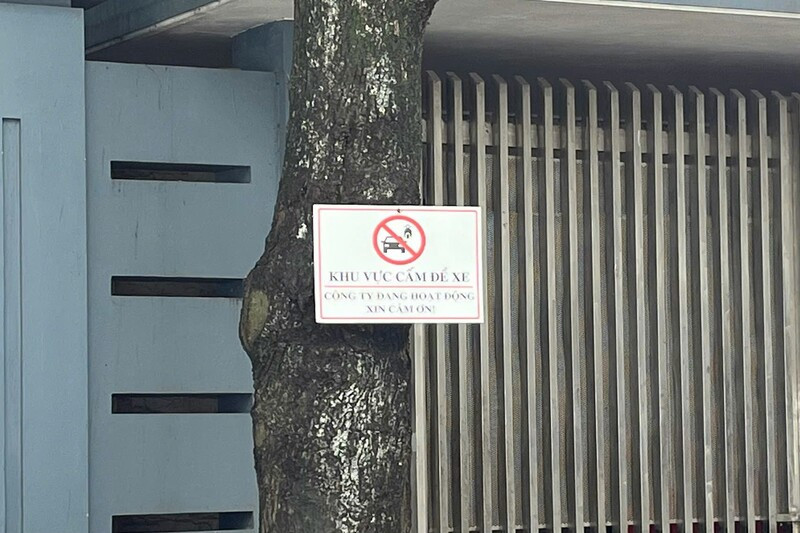 KHU VỰC CẤM ĐỂ XE
CÔNG TY ĐANG HOẠT ĐỘNG
XIN CẢM ƠN!